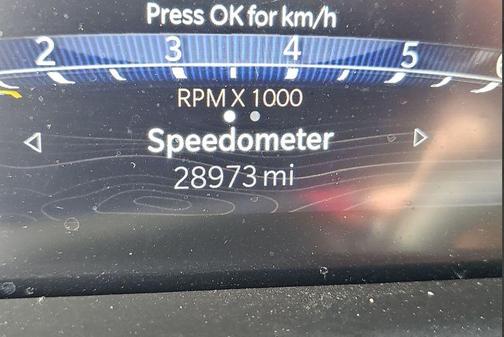 Press OK for km/h
2 3 4 5
RPM X 1000
Speedometer
28973 mi